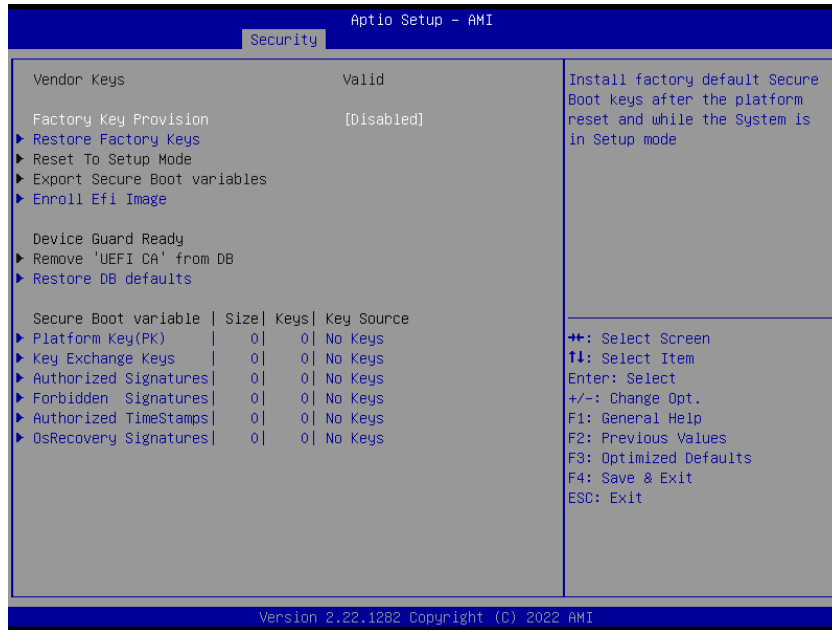 Aptio Setup – AMI
Security
Vendor Keys Valid
Factory Key Provision [Disabled]
Restore Factory Keys
Reset To Setup Mode
Export Secure Boot variables
Enroll Efi Image
Device Guard Ready
Remove 'UEFI CA' from DB
Restore DB defaults
Secure Boot variable | Size| Keys| Key Source
Platform Key(PK) | 0| 0| No Keys
Key Exchange Keys | 0| 0| No Keys
Authorized Signatures| 0| 0| No Keys
Forbidden Signatures| 0| 0| No Keys
Authorized TimeStamps| 0| 0| No Keys
OsRecovery Signatures| 0| 0| No Keys
Install factory default Secure
Boot keys after the platform
reset and while the System is
in Setup mode
→←: Select Screen
↑↓: Select Item
Enter: Select
+/-: Change Opt.
F1: General Help
F2: Previous Values
F3: Optimized Defaults
F4: Save & Exit
ESC: Exit
Version 2.22.1282 Copyright (C) 2022 AMI